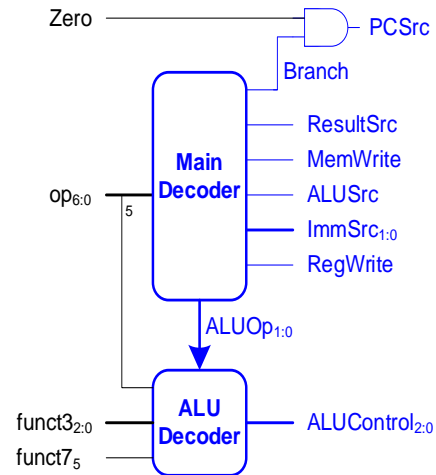 Zero
PCSrc
Branch
ResultSrc
Main
Decoder
MemWrite
op6:0
5
ALUSrc
ImmSrc1:0
RegWrite
ALUOp1:0
funct32:0
ALU
Decoder
ALUControl2:0
funct75